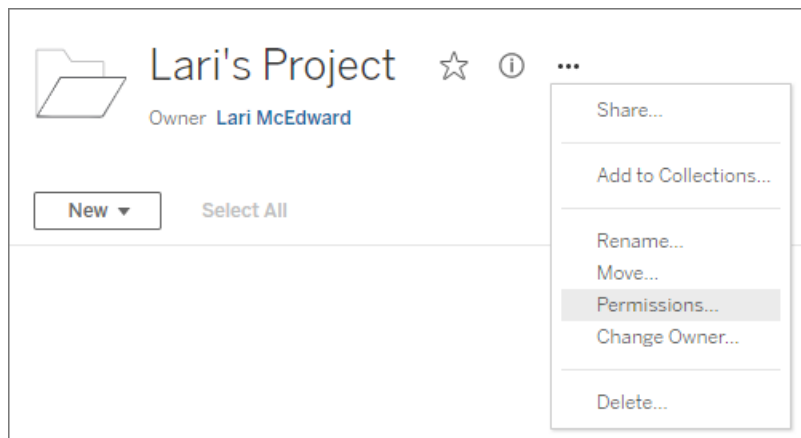 Lari's Project
Owner Lari McEdward
New
Select All
Share...
Add to Collections...
Rename...
Move...
Permissions...
Change Owner...
Delete...